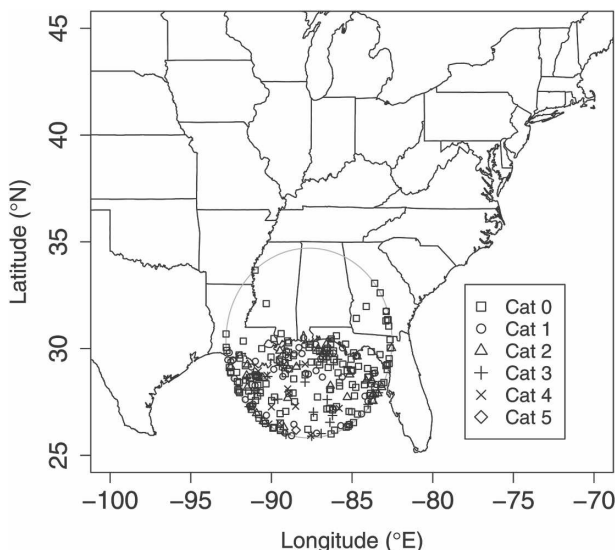 45
40
35
30
25
Latitude (°N)
Cat 0
Cat 1
Cat 2
Cat 3
Cat 4
Cat 5
−100 −95 −90 −85 −80 −75 −70
Longitude (°E)